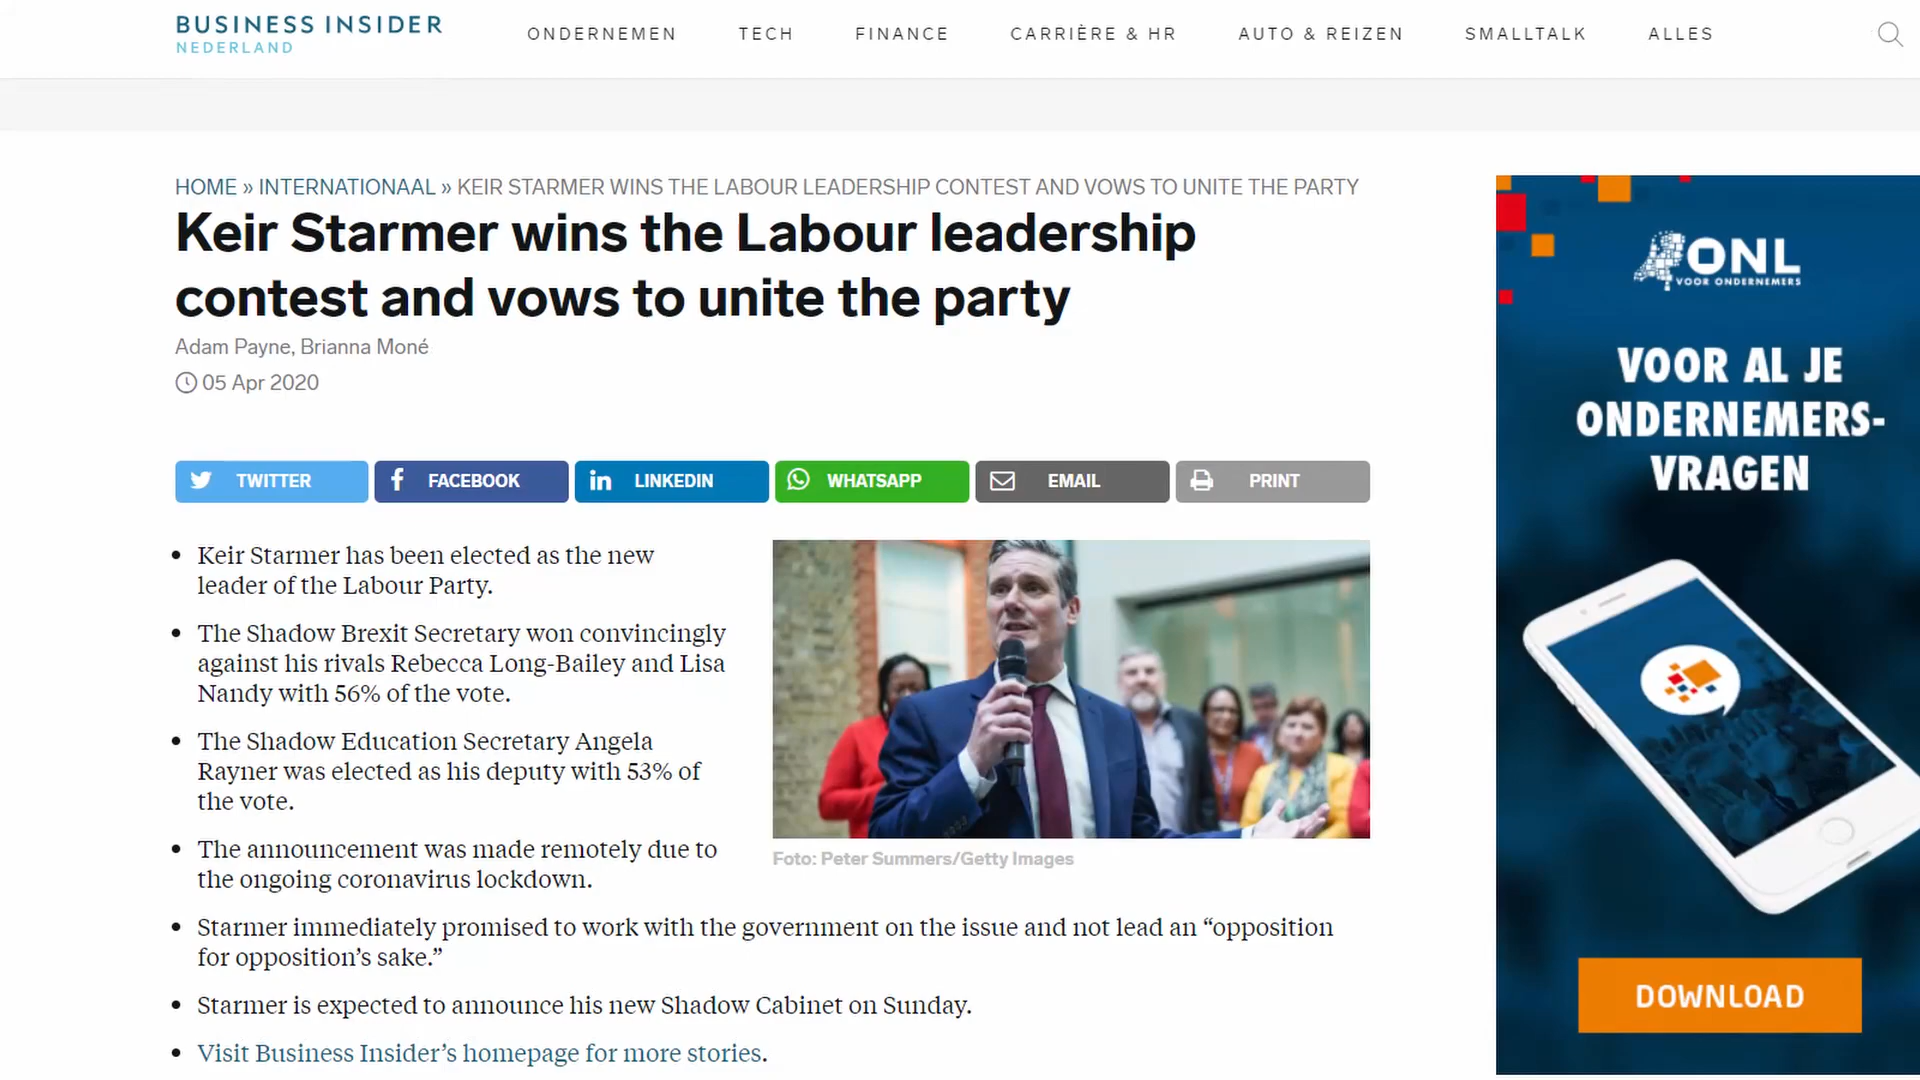 BUSINESS INSIDER
NEDERLAND
ONDERNEMEN TECH FINANCE CARRIÈRE & HR AUTO & REIZEN SMALLTALK ALLES
HOME » INTERNATIONAAL » KEIR STARMER WINS THE LABOUR LEADERSHIP CONTEST AND VOWS TO UNITE THE PARTY
Keir Starmer wins the Labour leadership
contest and vows to unite the party
Adam Payne, Brianna Moné
05 Apr 2020
TWITTER FACEBOOK LINKEDIN WHATSAPP EMAIL PRINT
• Keir Starmer has been elected as the new
leader of the Labour Party.
• The Shadow Brexit Secretary won convincingly
against his rivals Rebecca Long-Bailey and Lisa
Nandy with 56% of the vote.
• The Shadow Education Secretary Angela
Rayner was elected as his deputy with 53% of
the vote.
• The announcement was made remotely due to
the ongoing coronavirus lockdown.
Foto: Peter Summers/Getty Images
• Starmer immediately promised to work with the government on the issue and not lead an “opposition
for opposition’s sake.”
• Starmer is expected to announce his new Shadow Cabinet on Sunday.
• Visit Business Insider’s homepage for more stories.
ONL
VOOR ONDERNEMERS
VOOR AL JE
ONDERNEMERS-
VRAGEN
DOWNLOAD